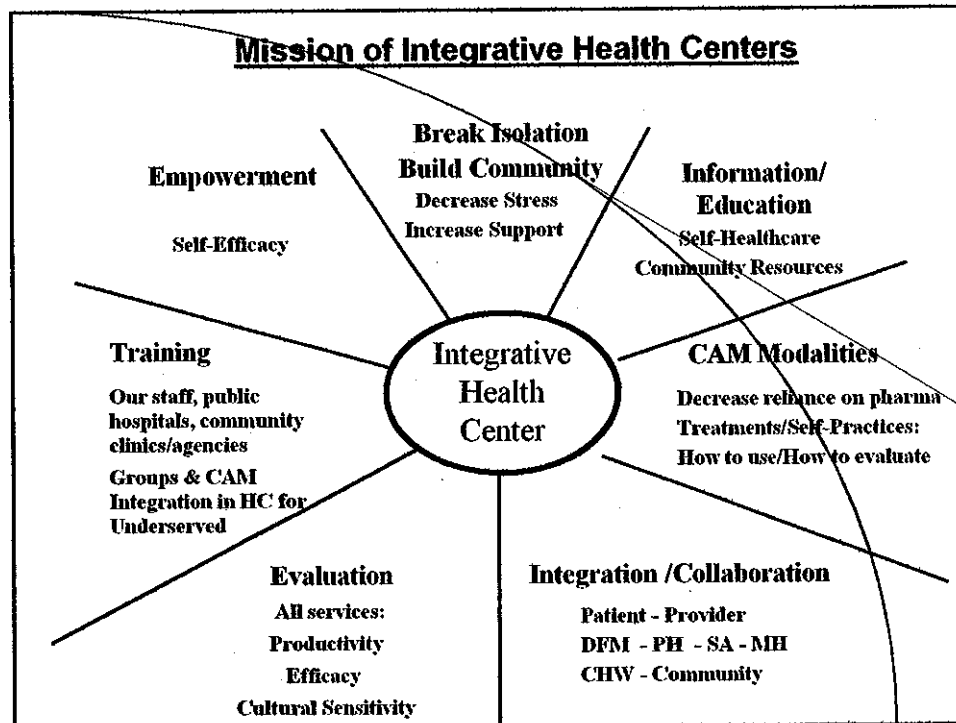 Mission of Integrative Health Centers
Break Isolation
Build Community
Decrease Stress
Increase Support
Empowerment
Self-Efficacy
Information/
Education
Self-Healthcare
Community Resources
Integrative
Health
Center
Training
Our staff, public
hospitals, community
clinics/agencies
Groups & CAM
Integration in HC for
Underserved
CAM Modalities
Decrease reliance on pharma
Treatments/Self-Practices:
How to use/How to evaluate
Evaluation
All services:
Productivity
Efficacy
Cultural Sensitivity
Integration /Collaboration
Patient - Provider
DFM - PH - SA - MH
CHW - Community